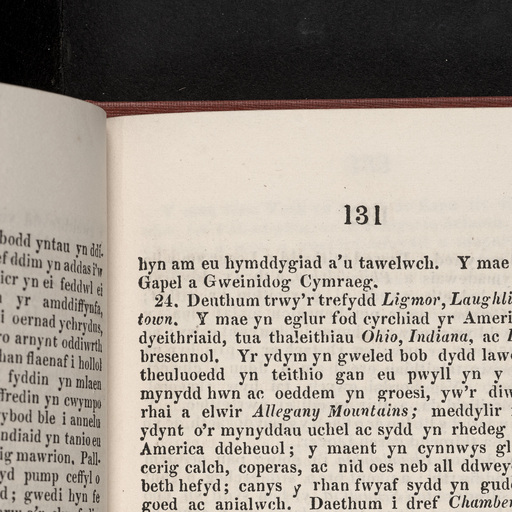 bodd yntau yn ddi-
ef ddim yn addas i'w
icr yn ei feddwl ei
yr amddiffynfa,
i oernad ychrydus,
ro arnynt oddiwrth
han flaenaf i hollol
fyddin yn mlaen
ffredin yn cwympo
ybod ble i annelu
ndiaid yn tanio eu
ig mawrion, Pall-
yd pump ceffyl o
d; gwedi hyn fe
131
hyn am eu hymddygiad a'u tawelwch. Y mae
Gapel a Gweinidog Cymraeg.
24. Deuthum trwy'r trefydd Ligmor, Laughli
town. Y mae yn eglur fod cyrchiad yr Ameri
dyeithriaid, tua thaleithiau Ohio, Indiana, ac
bresennol. Yr ydym yn gweled bob dydd law
theuluoedd yn teithio gan eu pwyll yn y
mynydd hwn ac oeddem yn groesi, yw'r diw
rhai a elwir Allegany Mountains; meddylir
ydynt o'r mynyddau uchel ac sydd yn rhedeg
America ddeheuol; y maent yn cynnwys gl
cerig calch, coperas, ac nid oes neb all ddwey
beth hefyd; canys y rhan fwyaf sydd yn gud
goed ac anialwch. Daethum i dref Chamber